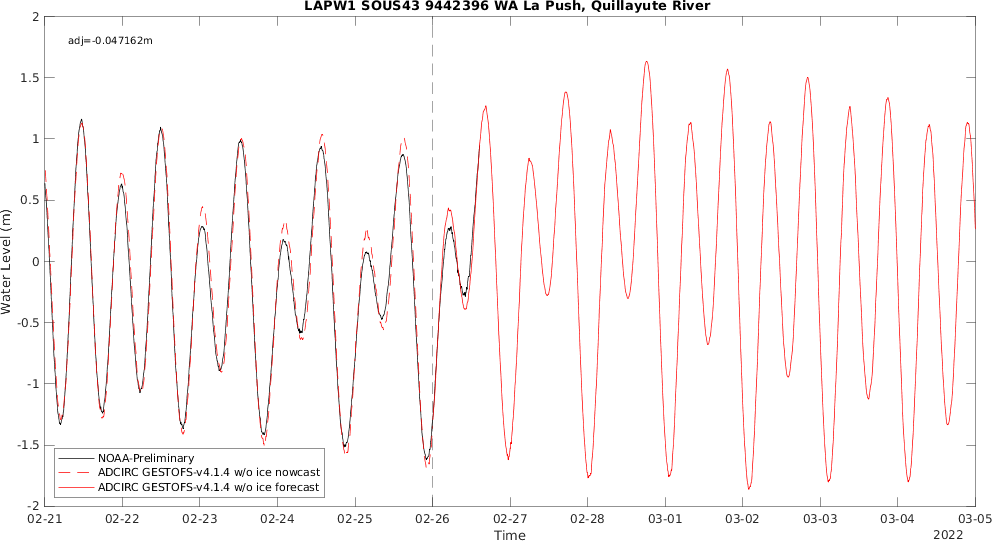 LAPW1 SOUS43 9442396 WA La Push, Quillayute River
adj=-0.047162m
2
1.5
1
0.5
0
-0.5
-1
-1.5
-2
Water Level (m)
NOAA-Preliminary
ADCIRC GESTOFS-v4.1.4 w/o ice nowcast
ADCIRC GESTOFS-v4.1.4 w/o ice forecast
02-21 02-22 02-23 02-24 02-25 02-26 02-27 02-28 03-01 03-02 03-03 03-04 03-05
Time
2022